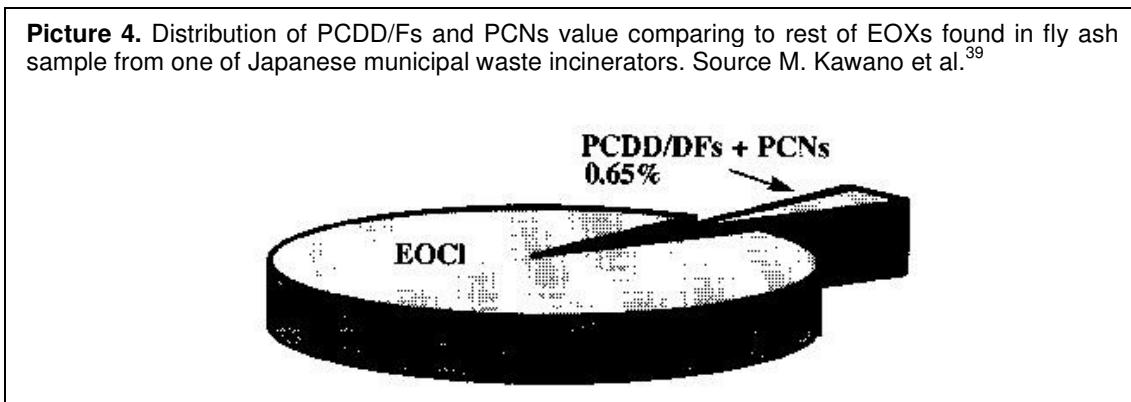 Picture 4. Distribution of PCDD/Fs and PCNs value comparing to rest of EOXs found in fly ash
sample from one of Japanese municipal waste incinerators. Source M. Kawano et al.39
PCDD/DFs + PCNs
0.65%
EOCl